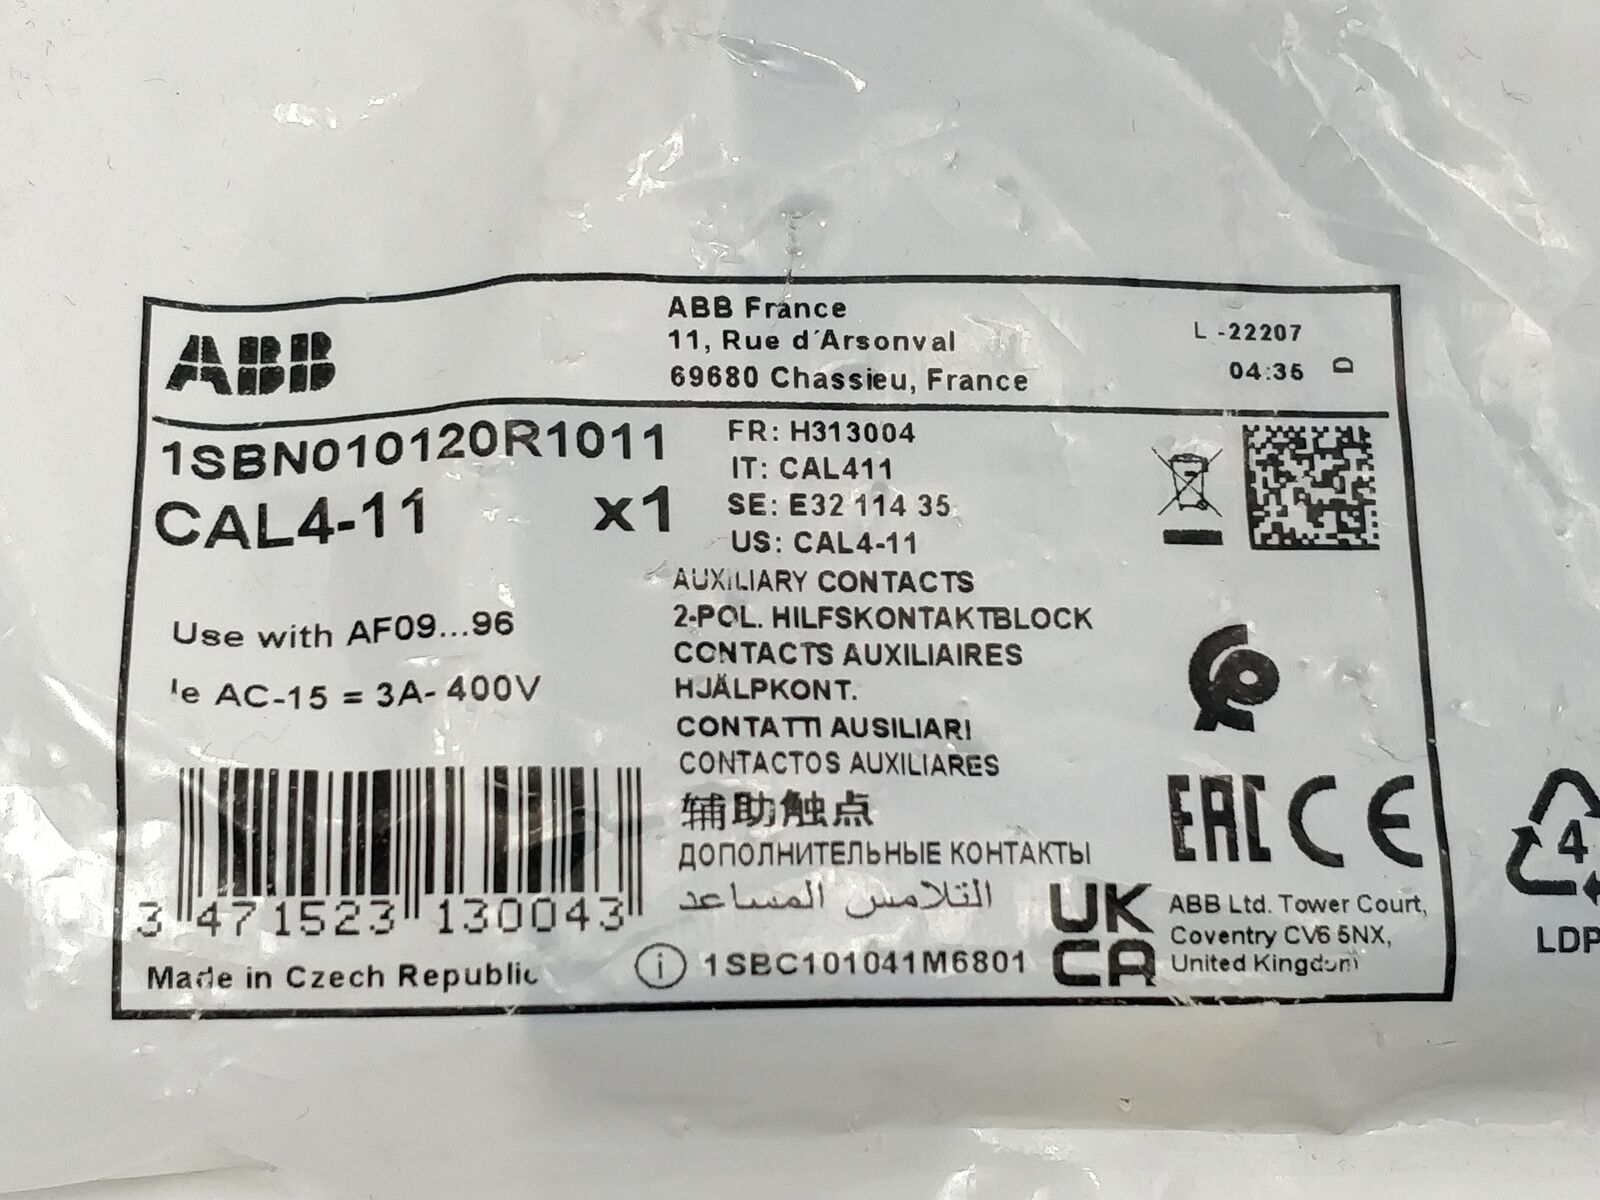 ABB
ABB France
11, Rue d´Arsonval
69680 Chassieu, France
L -22207
04:35 D
1SBN010120R1011
CAL4-11 x1
FR: H313004
IT: CAL411
SE: E32 114 35
US: CAL4-11
Use with AF09...96
Ie AC-15 = 3A- 400V
AUXILIARY CONTACTS
2-POL. HILFSKONTAKTBLOCK
CONTACTS AUXILIAIRES
HJÄLPKONT.
CONTATTI AUSILIARI
CONTACTOS AUXILIARES
辅助触点
ДОПОЛНИТЕЛЬНЫЕ КОНТАКТЫ
التلامس المساعد
3 471523 130043
Made in Czech Republic
i 1SBC101041M6801
EAC CE
UK
CA
ABB Ltd. Tower Court,
Coventry CV6 5NX,
United Kingdom
4
LDP